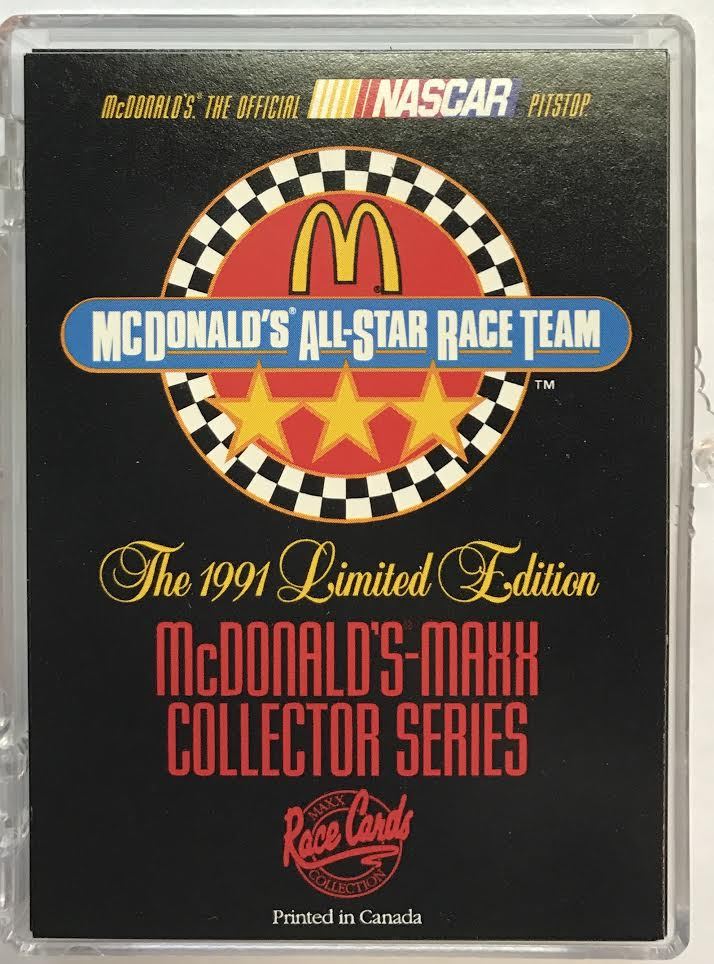 McDONALD'S® THE OFFICIAL NASCAR PITSTOP.
M
®
McDONALD'S® ALL-STAR RACE TEAM
TM
The 1991 Limited Edition
McDONALD'S®-MAXX
COLLECTOR SERIES
MAXX
Race Cards
COLLECTION
Printed in Canada